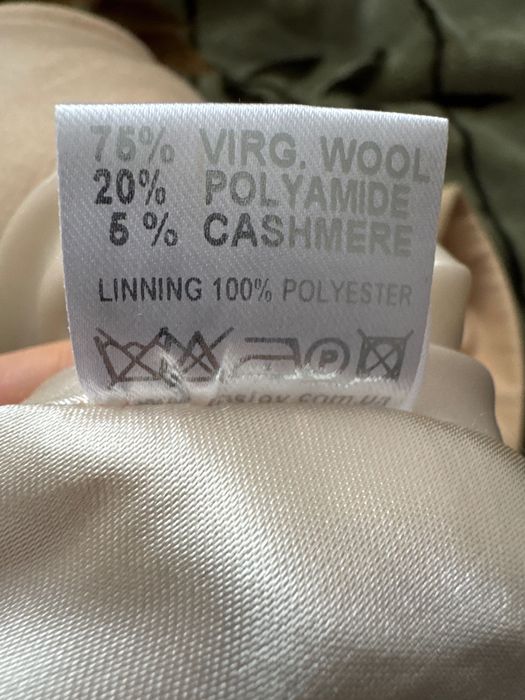 75% VIRG. WOOL
20% POLYAMIDE
5% CASHMERE
LINNING 100% POLYESTER
P